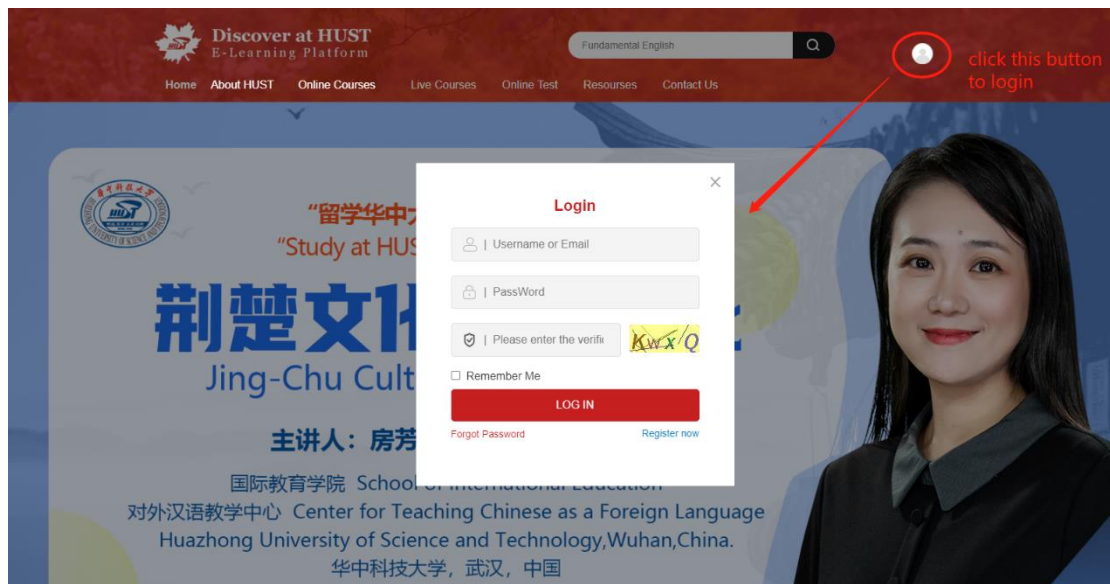 Discover at HUST
E-Learning Platform
HUST
Fundamental English
click this button
to login
Home About HUST Online Courses Live Courses Online Test Resourses Contact Us
Login
Username or Email
PassWord
Please enter the verific
KwxQ
Remember Me
LOG IN
Forgot Password Register now
“留学华中
“Study at HUS
荆楚文化
Jing-Chu Cult
主讲人：房芳
国际教育学院 School of International Education
对外汉语教学中心 Center for Teaching Chinese as a Foreign Language
Huazhong University of Science and Technology,Wuhan,China.
华中科技大学，武汉，中国